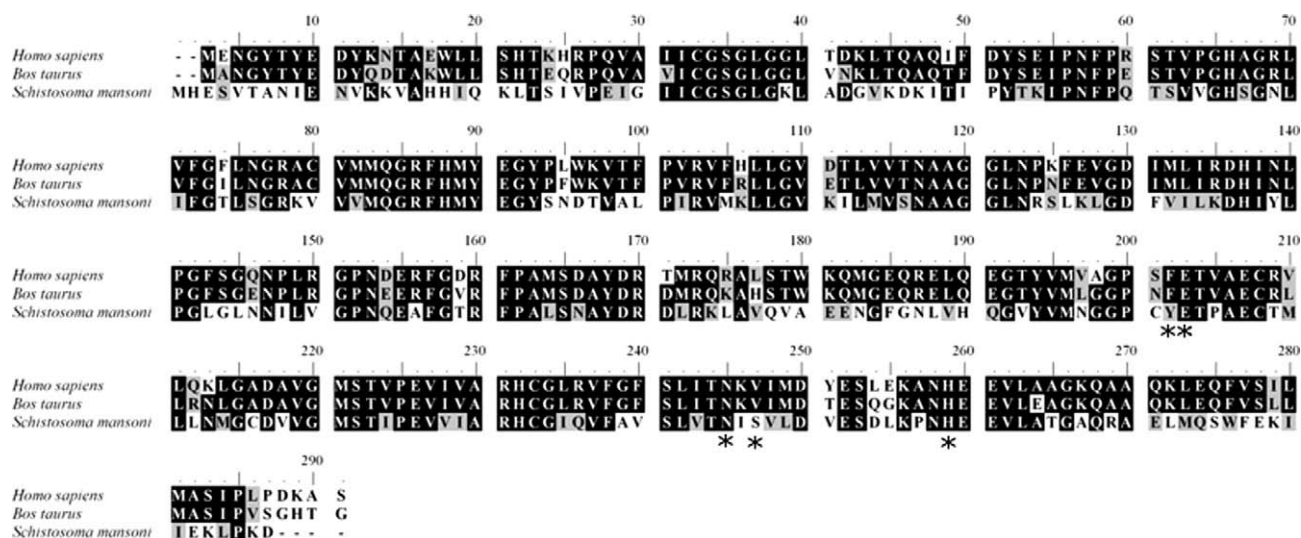 10 20 30 40 50 60 70
Homo sapiens --MENGYTYE DYKNTAEWLL SHTKHRPQVA IICGSGLGGL TDKLTQAQIF DYSEIPNFPR STVPGHAGRL
Bos taurus --MANGYTYE DYQDTAKWLL SHTEQRPQVA VICGSGLGGL VNKLTQAQTF DYSEIPNFPE STVPGHAGRL
Schistosoma mansoni MHESVTANIE NVKKVAHHIQ KLTSIVPEIG IICGSGLGKL ADGVKDKITI PYTKIPNFPQ TSVVGHSGNL
80 90 100 110 120 130 140
Homo sapiens VFGFLNGRAC VMMQGRFHMY EGYPLWKVTF PVRVFHLLGV DTLVVTNAAG GLNPKFEVGD IMLIRDHINL
Bos taurus VFGILNGRAC VMMQGRFHMY EGYPFWKVTF PVRVFRLLGV ETLVVTNAAG GLNPNFEVGD IMLIRDHINL
Schistosoma mansoni IFGTLSGRKV VVMQGRFHMY EGYSNDTVAL PIRVMKLLGV KILMVSNAAG GLNRSLKLGD FVILKDHIYL
150 160 170 180 190 200 210
Homo sapiens PGFSGQNPLR GPNDERFGDR FPAMSDAYDR TMRQRALSTW KQMGEQRELQ EGTYVMVAGP SFETVAECRV
Bos taurus PGFSGENPLR GPNEERFGVR FPAMSDAYDR DMRQKAHSTW KQMGEQRELQ EGTYVMLGGP NFETVAECRL
Schistosoma mansoni PGLGLNNILV GPNQEAFGTR FPALSNAYDR DLRKLAVQVA EENGFGNLVH QGVYVMNGGP CYETPAECTM
* *
220 230 240 250 260 270 280
Homo sapiens LQKLGADAVG MSTVPEVIVA RHCGLRVFGF SLITNKVIMD YESLEKANHE EVLAAGKQAA QKLEQFVSIL
Bos taurus LRNLGADAVG MSTVPEVIVA RHCGLRVFGF SLITNKVIMD TESQGKANHE EVLEAGKQAA QKLEQFVSLL
Schistosoma mansoni LLNMGCDVVG MSTIPEVVIA RHCGIQVFAV SLVTNISVLD VESDLKPNHE EVLATGAQRA ELMQSWFEKI
* * *
290
Homo sapiens MASIPLPDKA S
Bos taurus MASIPVSGHT G
Schistosoma mansoni IEKLPKD--- -